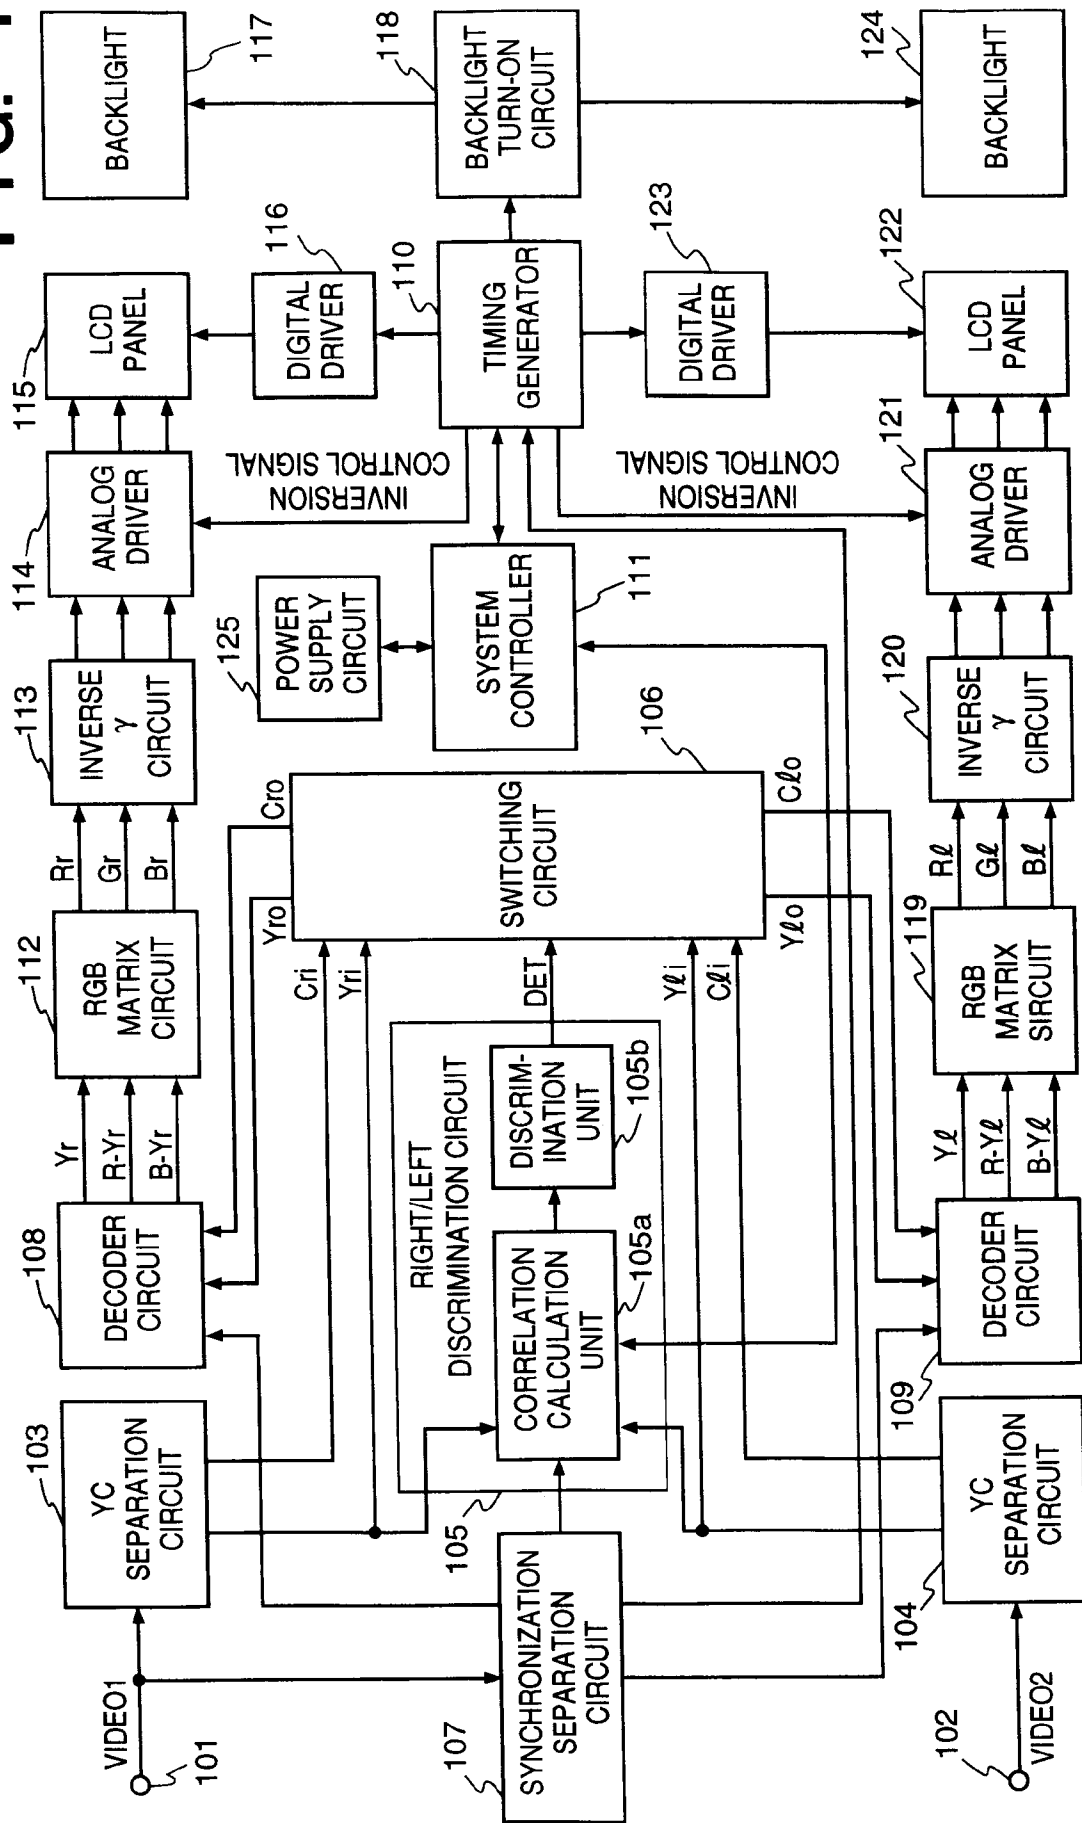 FIG. 1
VIDEO1
101
103
YC
SEPARATION
CIRCUIT
108
DECODER
CIRCUIT
Yr
R-Yr
B-Yr
112
RGB
MATRIX
CIRCUIT
Rr
Gr
Br
113
INVERSE
γ
CIRCUIT
114
ANALOG
DRIVER
115
LCD
PANEL
BACKLIGHT
117
Cri
Yri
Yro
Cro
125
POWER
SUPPLY
CIRCUIT
INVERSION
CONTROL SIGNAL
DIGITAL
DRIVER
116
107
SYNCHRONIZATION
SEPARATION
CIRCUIT
105
RIGHT/LEFT
DISCRIMINATION CIRCUIT
CORRELATION
CALCULATION
UNIT
105a
DISCRIM-
INATION
UNIT
105b
DET
SWITCHING
CIRCUIT
106
SYSTEM
CONTROLLER
111
110
TIMING
GENERATOR
118
BACKLIGHT
TURN-ON
CIRCUIT
Yℓi
Cℓi
Yℓo
Cℓo
INVERSION
CONTROL SIGNAL
DIGITAL
DRIVER
123
102
VIDEO2
104
YC
SEPARATION
CIRCUIT
109
DECODER
CIRCUIT
Yℓ
R-Yℓ
B-Yℓ
119
RGB
MATRIX
SIRCUIT
Rℓ
Gℓ
Bℓ
120
INVERSE
γ
CIRCUIT
121
ANALOG
DRIVER
122
LCD
PANEL
124
BACKLIGHT